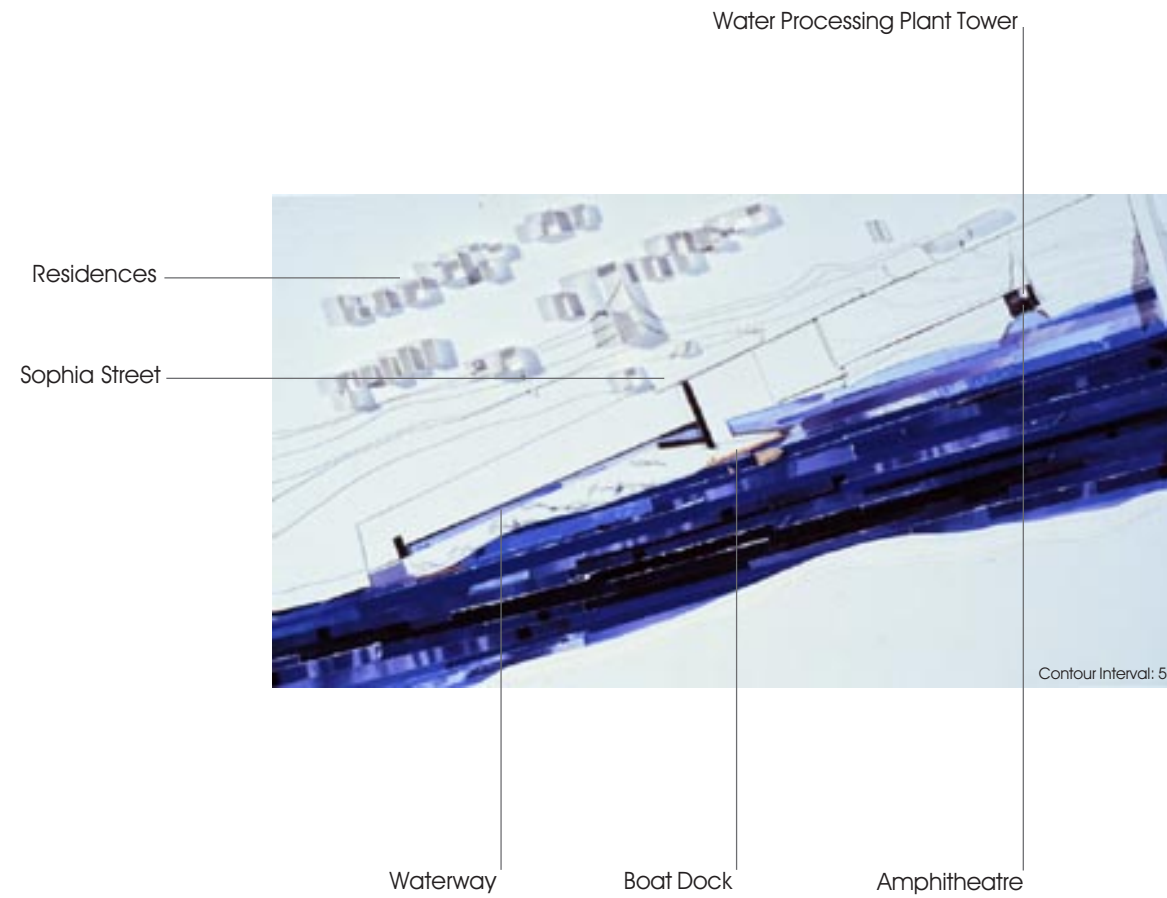 Water Processing Plant Tower
Residences
Sophia Street
Contour Interval: 5
Waterway
Boat Dock
Amphitheatre